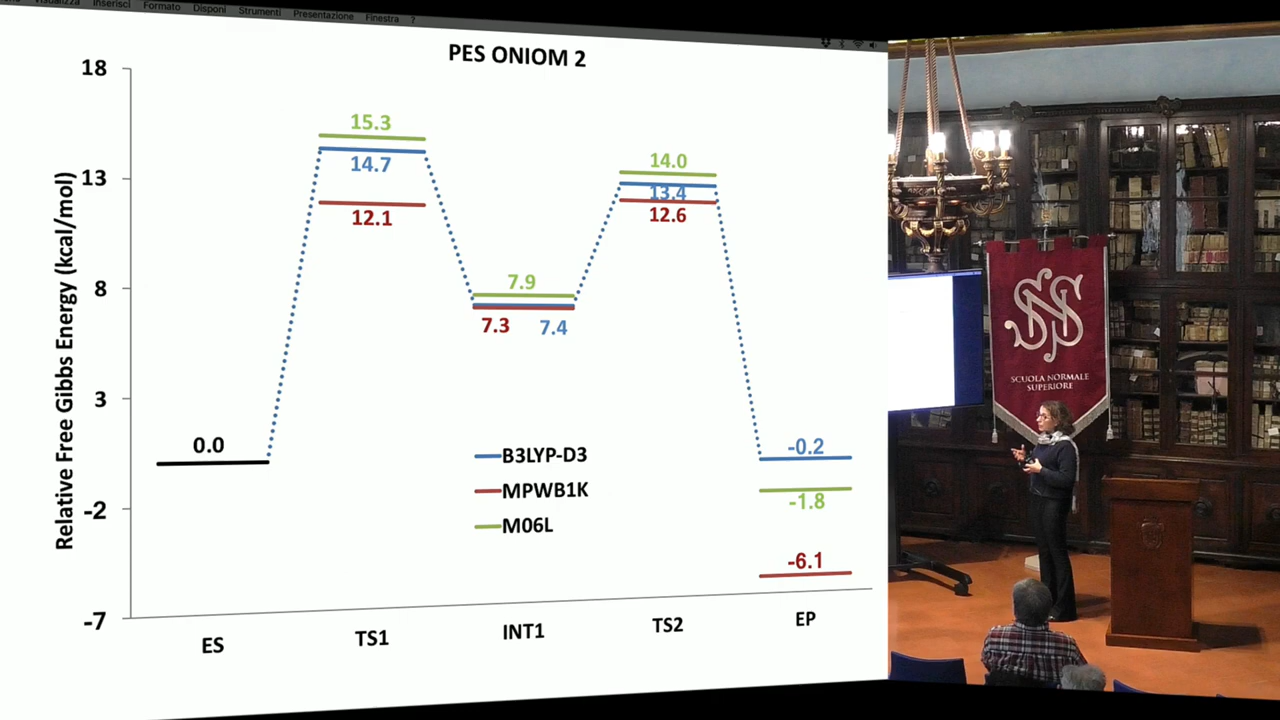 Visualizza Inserisci Formato Disponi Strumenti Presentazione Finestra ?
PES ONIOM 2
Relative Free Gibbs Energy (kcal/mol)
18
13
8
3
-2
-7
0.0
15.3
14.7
12.1
7.9
7.3 7.4
14.0
13.4
12.6
-0.2
-1.8
-6.1
B3LYP-D3
MPWB1K
M06L
ES TS1 INT1 TS2 EP
SNS
SCUOLA NORMALE
SUPERIORE